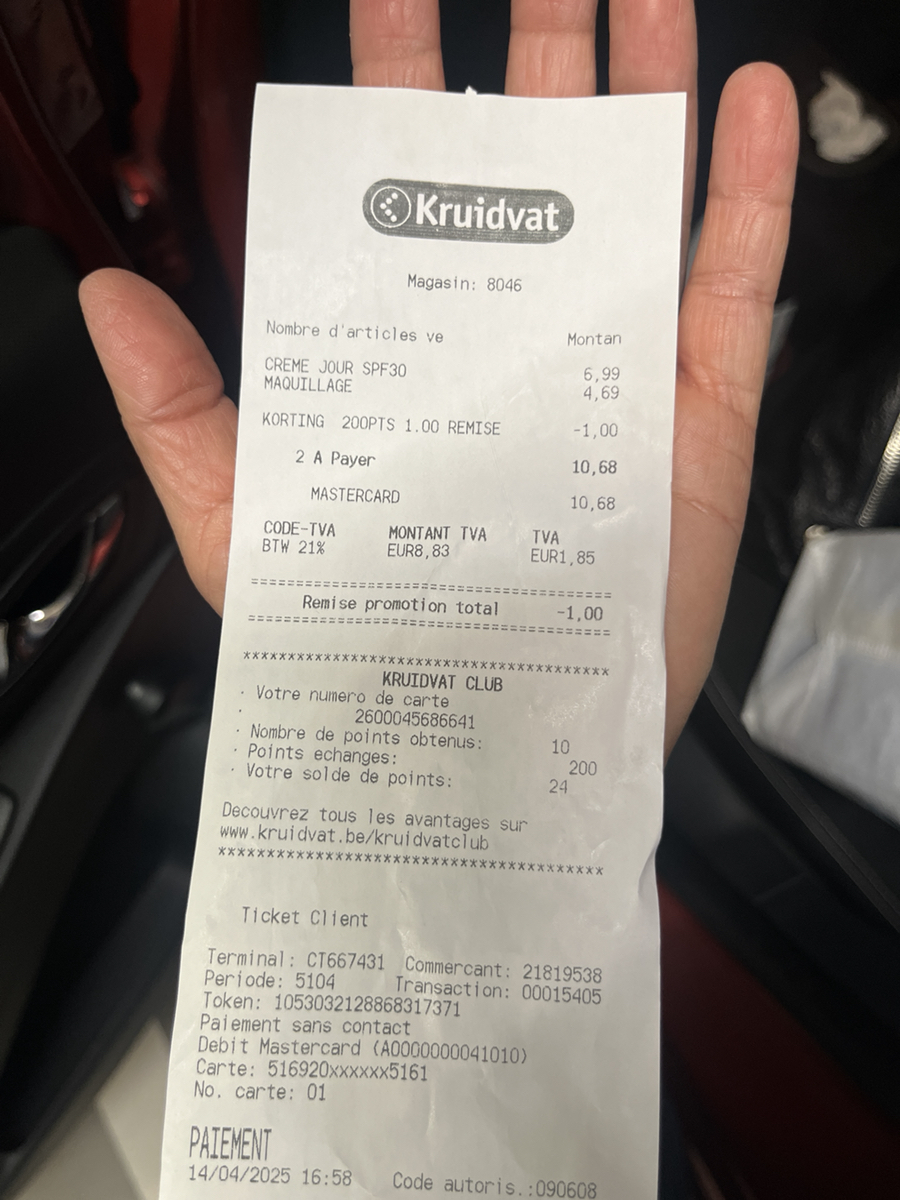 Kruidvat
Magasin: 8046
Nombre d'articles ve Montan
CREME JOUR SPF30 6,99
MAQUILLAGE 4,69
KORTING 200PTS 1.00 REMISE -1,00
2 A Payer 10,68
MASTERCARD 10,68
CODE-TVA MONTANT TVA TVA
BTW 21% EUR8,83 EUR1,85
=========================================
Remise promotion total -1,00
=========================================
*****************************************
KRUIDVAT CLUB
· Votre numero de carte
· 2600045686641
· Nombre de points obtenus: 10
· Points echanges: 200
· Votre solde de points: 24
Decouvrez tous les avantages sur
www.kruidvat.be/kruidvatclub
*****************************************
Ticket Client
Terminal: CT667431 Commercant: 21819538
Periode: 5104 Transaction: 00015405
Token: 1053032128868317371
Paiement sans contact
Debit Mastercard (A0000000041010)
Carte: 516920xxxxxx5161
No. carte: 01
PAIEMENT
14/04/2025 16:58 Code autoris.:090608